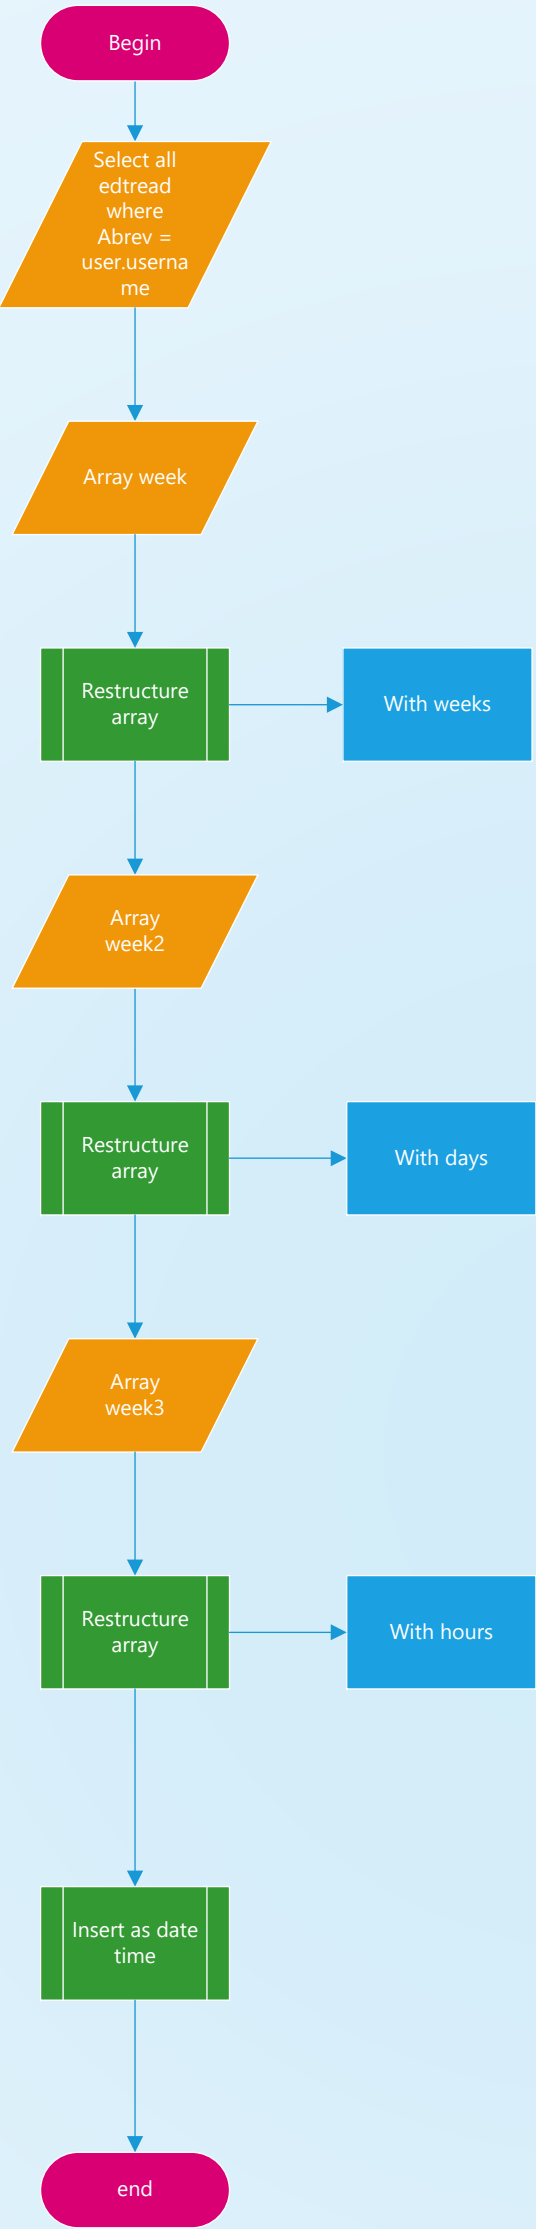 Begin
Select all
edtread
where
Abrev =
user.userna
me
Array week
Restructure
array
With weeks
Array
week2
Restructure
array
With days
Array
week3
Restructure
array
With hours
Insert as date
time
end